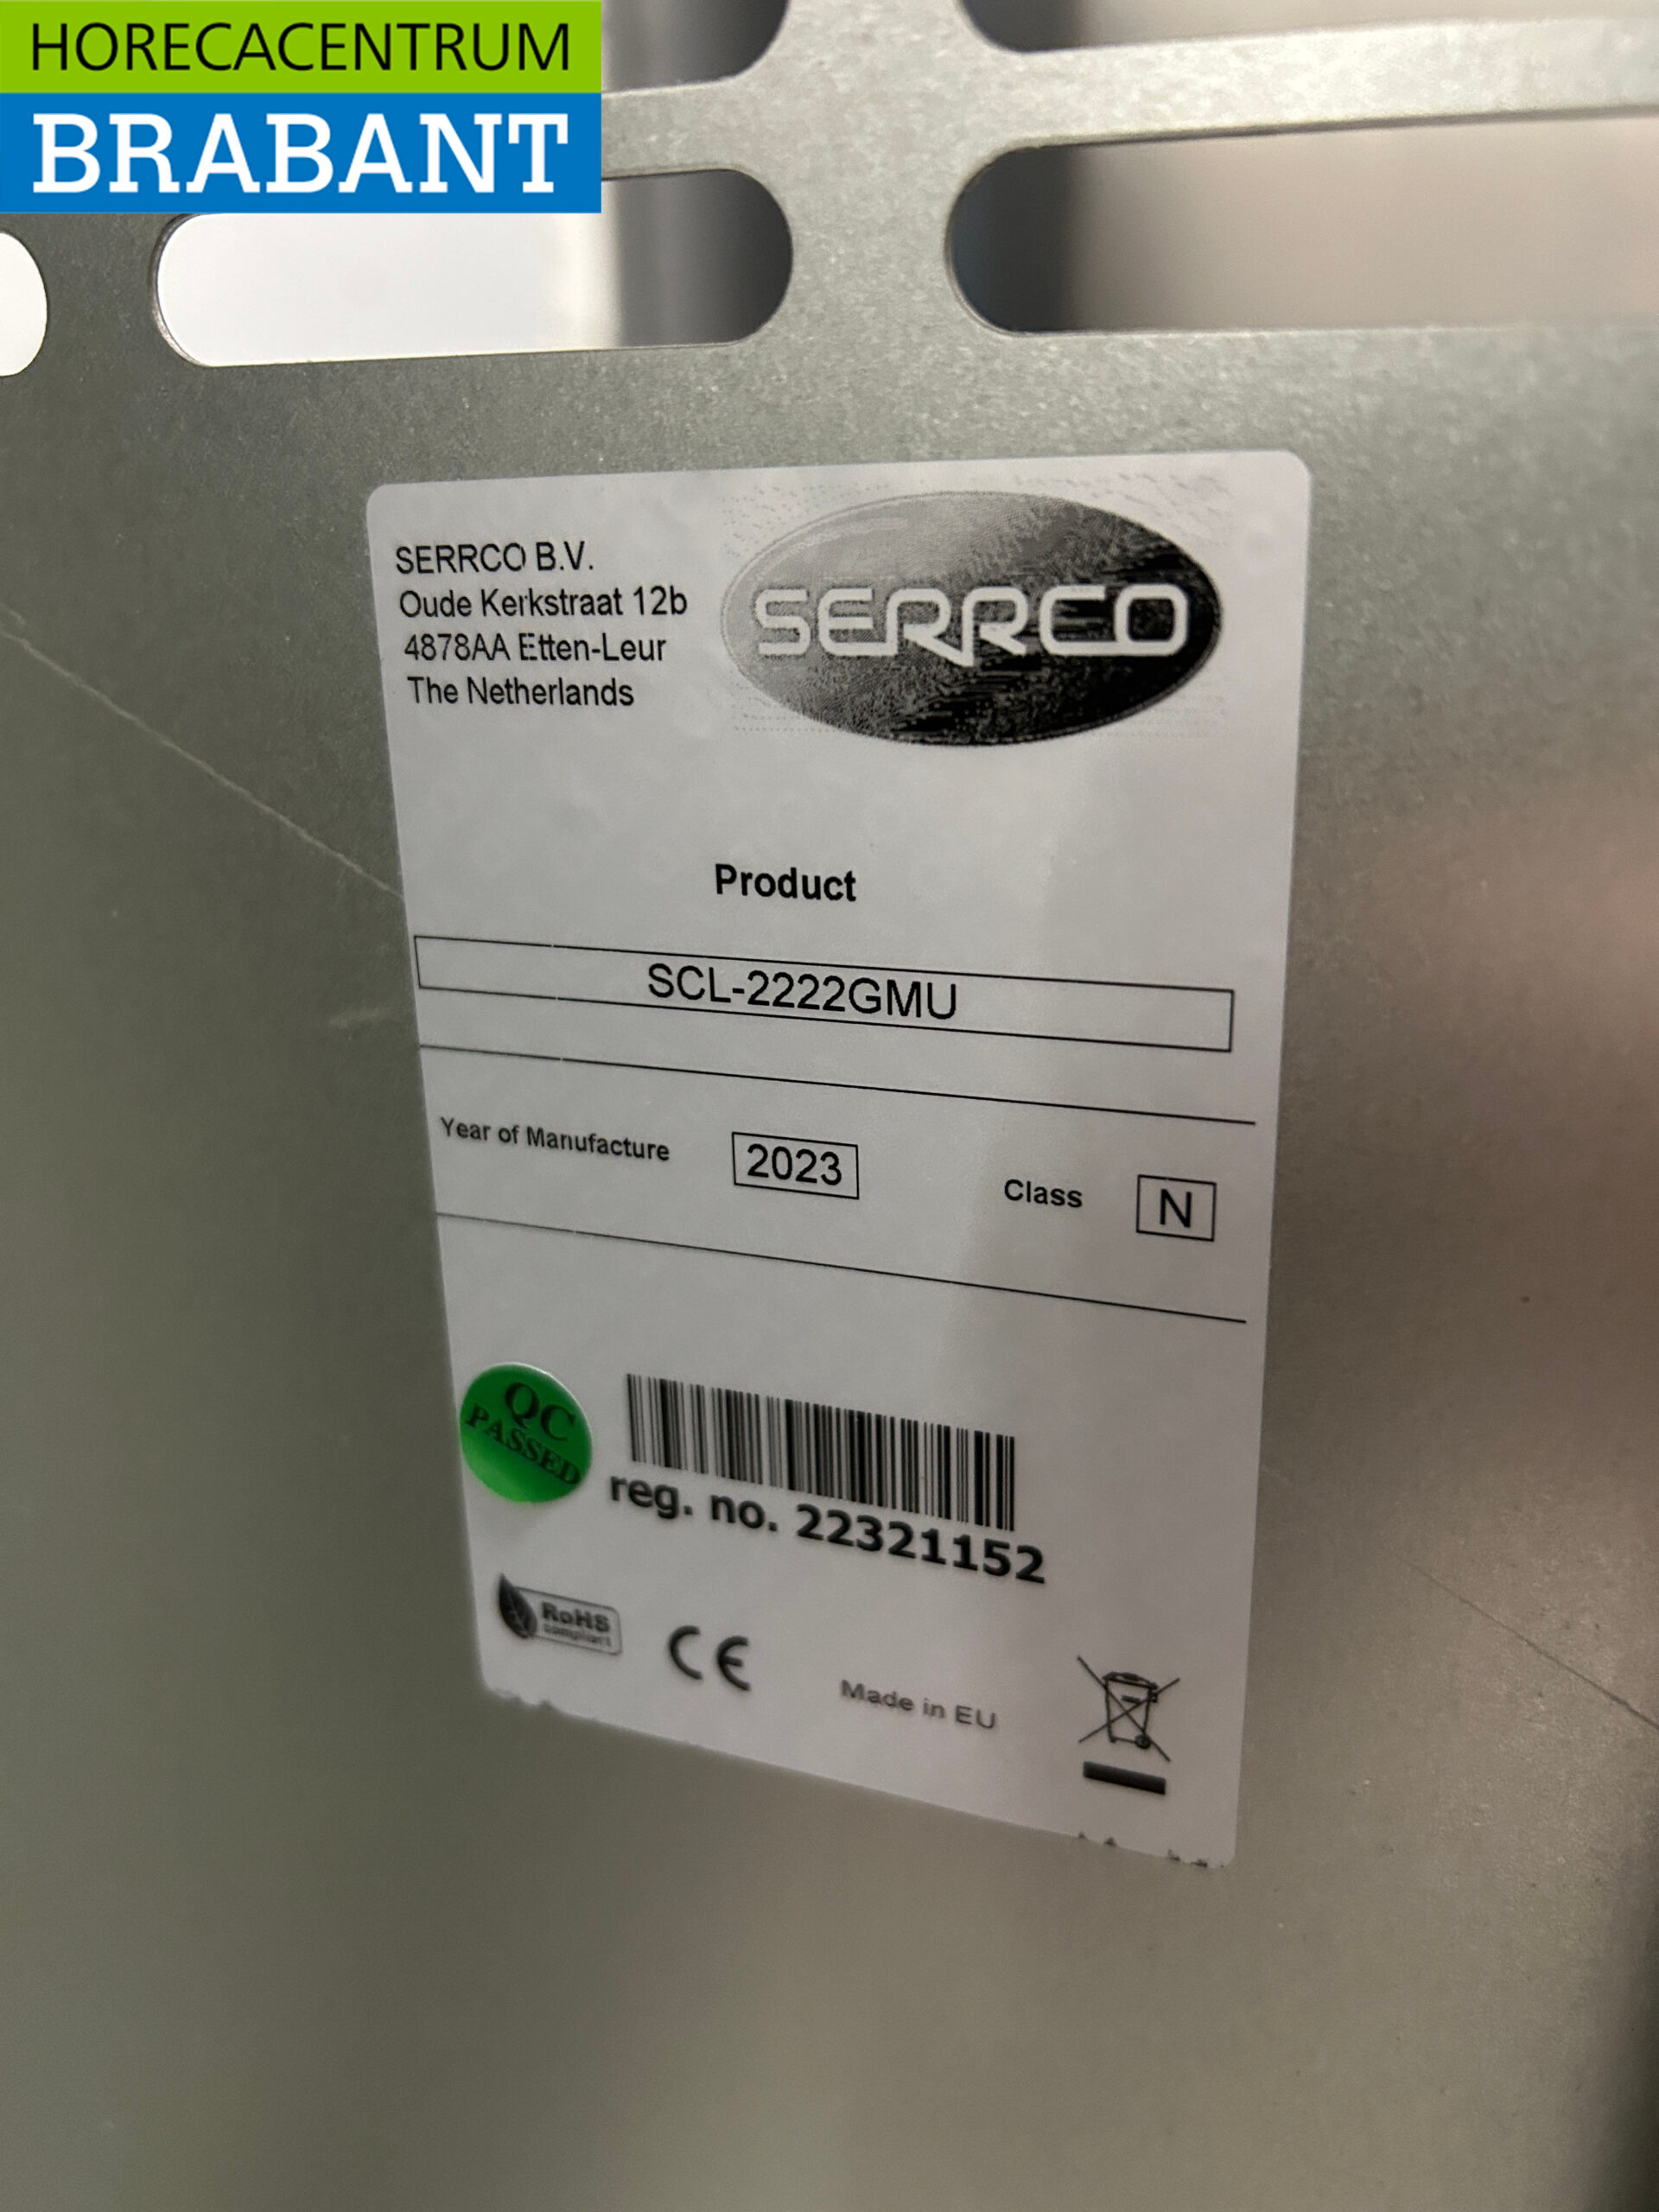 HORECACENTRUM
BRABANT
SERRCO B.V.
Oude Kerkstraat 12b
4878AA Etten-Leur
The Netherlands
SERRCO
Product
SCL-2222GMU
Year of Manufacture 2023 Class N
QC
PASSED
reg. no. 22321152
RoHS
compliant
CE
Made in EU